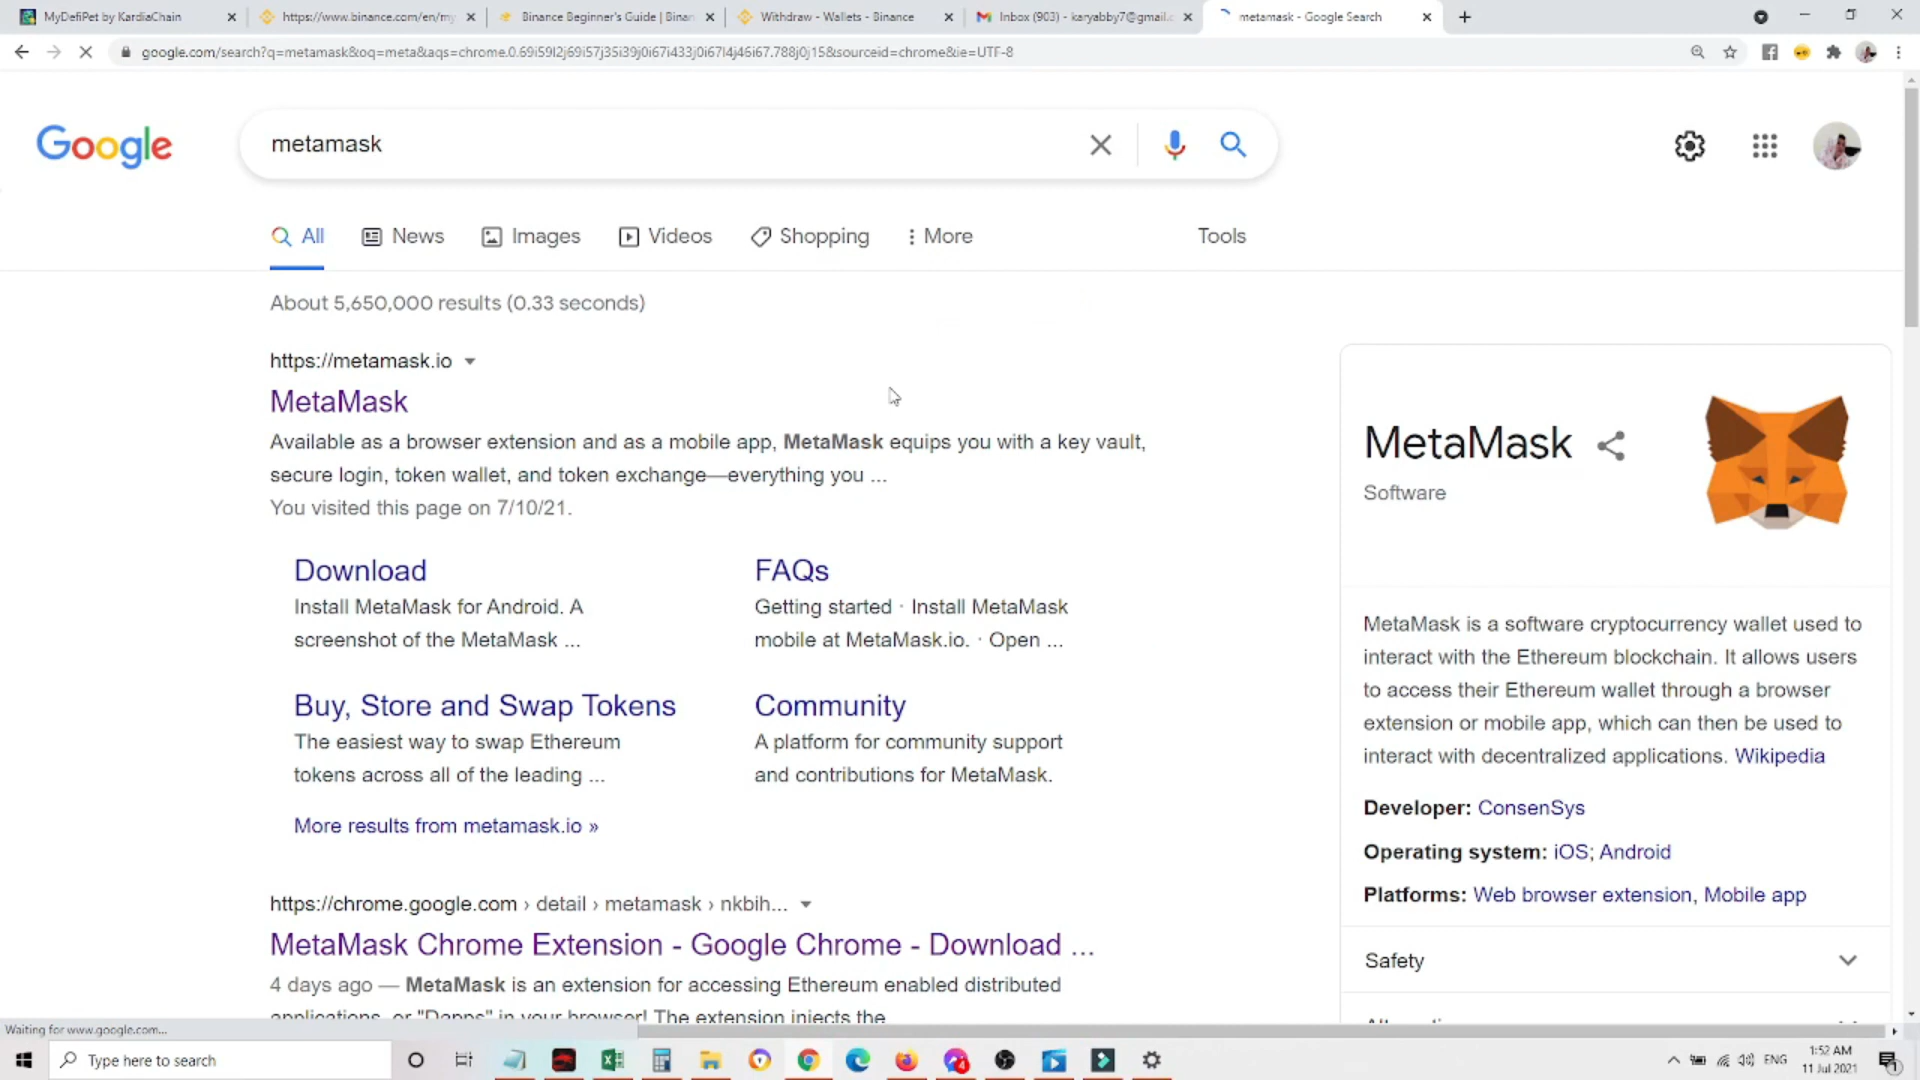 MyDefiPet by KardiaChain
https://www.binance.com/en/my
Binance Beginner's Guide | Binan
Withdraw - Wallets - Binance
Inbox (903) - karyabby7@gmail.c
metamask - Google Search
google.com/search?q=metamask&oq=meta&aqs=chrome.0.69i59l2j69i57j35i39j0i67i433j0i67l4j46i67.788j0j15&sourceid=chrome&ie=UTF-8
Google
metamask
All
News
Images
Videos
Shopping
More
Tools
About 5,650,000 results (0.33 seconds)
https://metamask.io
MetaMask
Available as a browser extension and as a mobile app, MetaMask equips you with a key vault,
secure login, token wallet, and token exchange—everything you ...
You visited this page on 7/10/21.
Download
Install MetaMask for Android. A
screenshot of the MetaMask ...
FAQs
Getting started · Install MetaMask
mobile at MetaMask.io. · Open ...
Buy, Store and Swap Tokens
The easiest way to swap Ethereum
tokens across all of the leading ...
Community
A platform for community support
and contributions for MetaMask.
More results from metamask.io »
https://chrome.google.com › detail › metamask › nkbih...
MetaMask Chrome Extension - Google Chrome - Download ...
4 days ago — MetaMask is an extension for accessing Ethereum enabled distributed
applications, or "Dapps" in your browser! The extension injects the
MetaMask
Software
MetaMask is a software cryptocurrency wallet used to
interact with the Ethereum blockchain. It allows users
to access their Ethereum wallet through a browser
extension or mobile app, which can then be used to
interact with decentralized applications. Wikipedia
Developer: ConsenSys
Operating system: iOS; Android
Platforms: Web browser extension, Mobile app
Safety
Waiting for www.google.com...
Type here to search
4
ENG
1:52 AM
11 Jul 2021
1